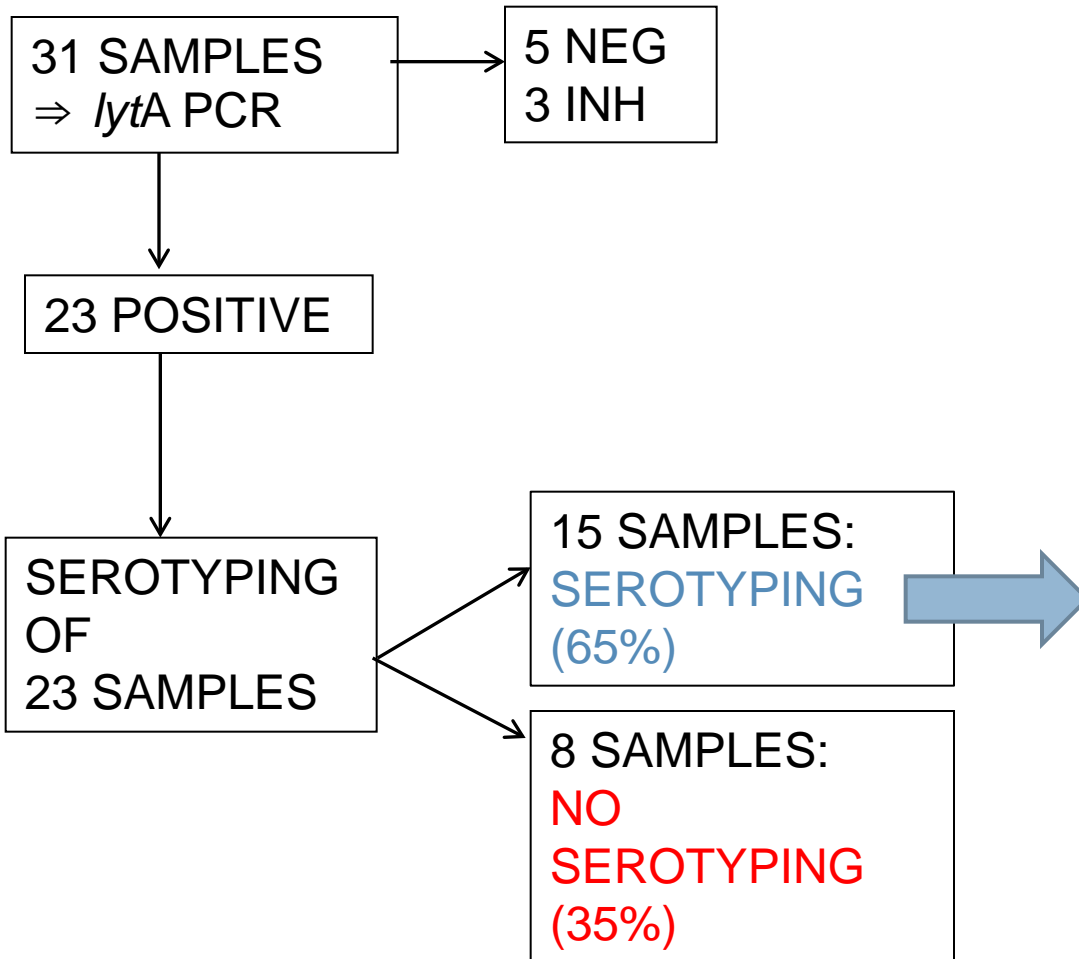 31 SAMPLES
⇒ lytA PCR
5 NEG
3 INH
23 POSITIVE
SEROTYPING
OF
23 SAMPLES
15 SAMPLES:
SEROTYPING
(65%)
8 SAMPLES:
NO
SEROTYPING
(35%)